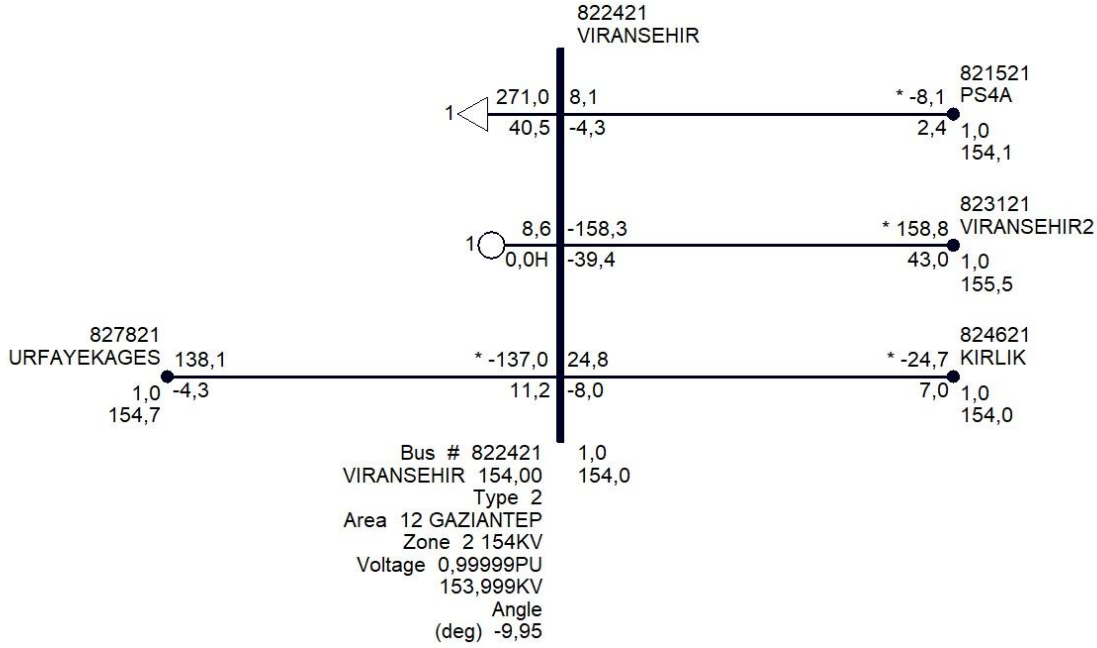 822421
VIRANSEHIR
821521
PS4A
1
271,0
8,1
* -8,1
40,5
-4,3
2,4
1,0
154,1
823121
VIRANSEHIR2
1
8,6
-158,3
* 158,8
0,0H
-39,4
43,0
1,0
155,5
827821
URFAYEKAGES
138,1
* -137,0
24,8
* -24,7
824621
KIRLIK
1,0
-4,3
154,7
11,2
-8,0
7,0
1,0
154,0
Bus # 822421
VIRANSEHIR 154,00
Type 2
Area 12 GAZIANTEP
Zone 2 154KV
Voltage 0,99999PU
153,999KV
Angle
(deg) -9,95
1,0
154,0